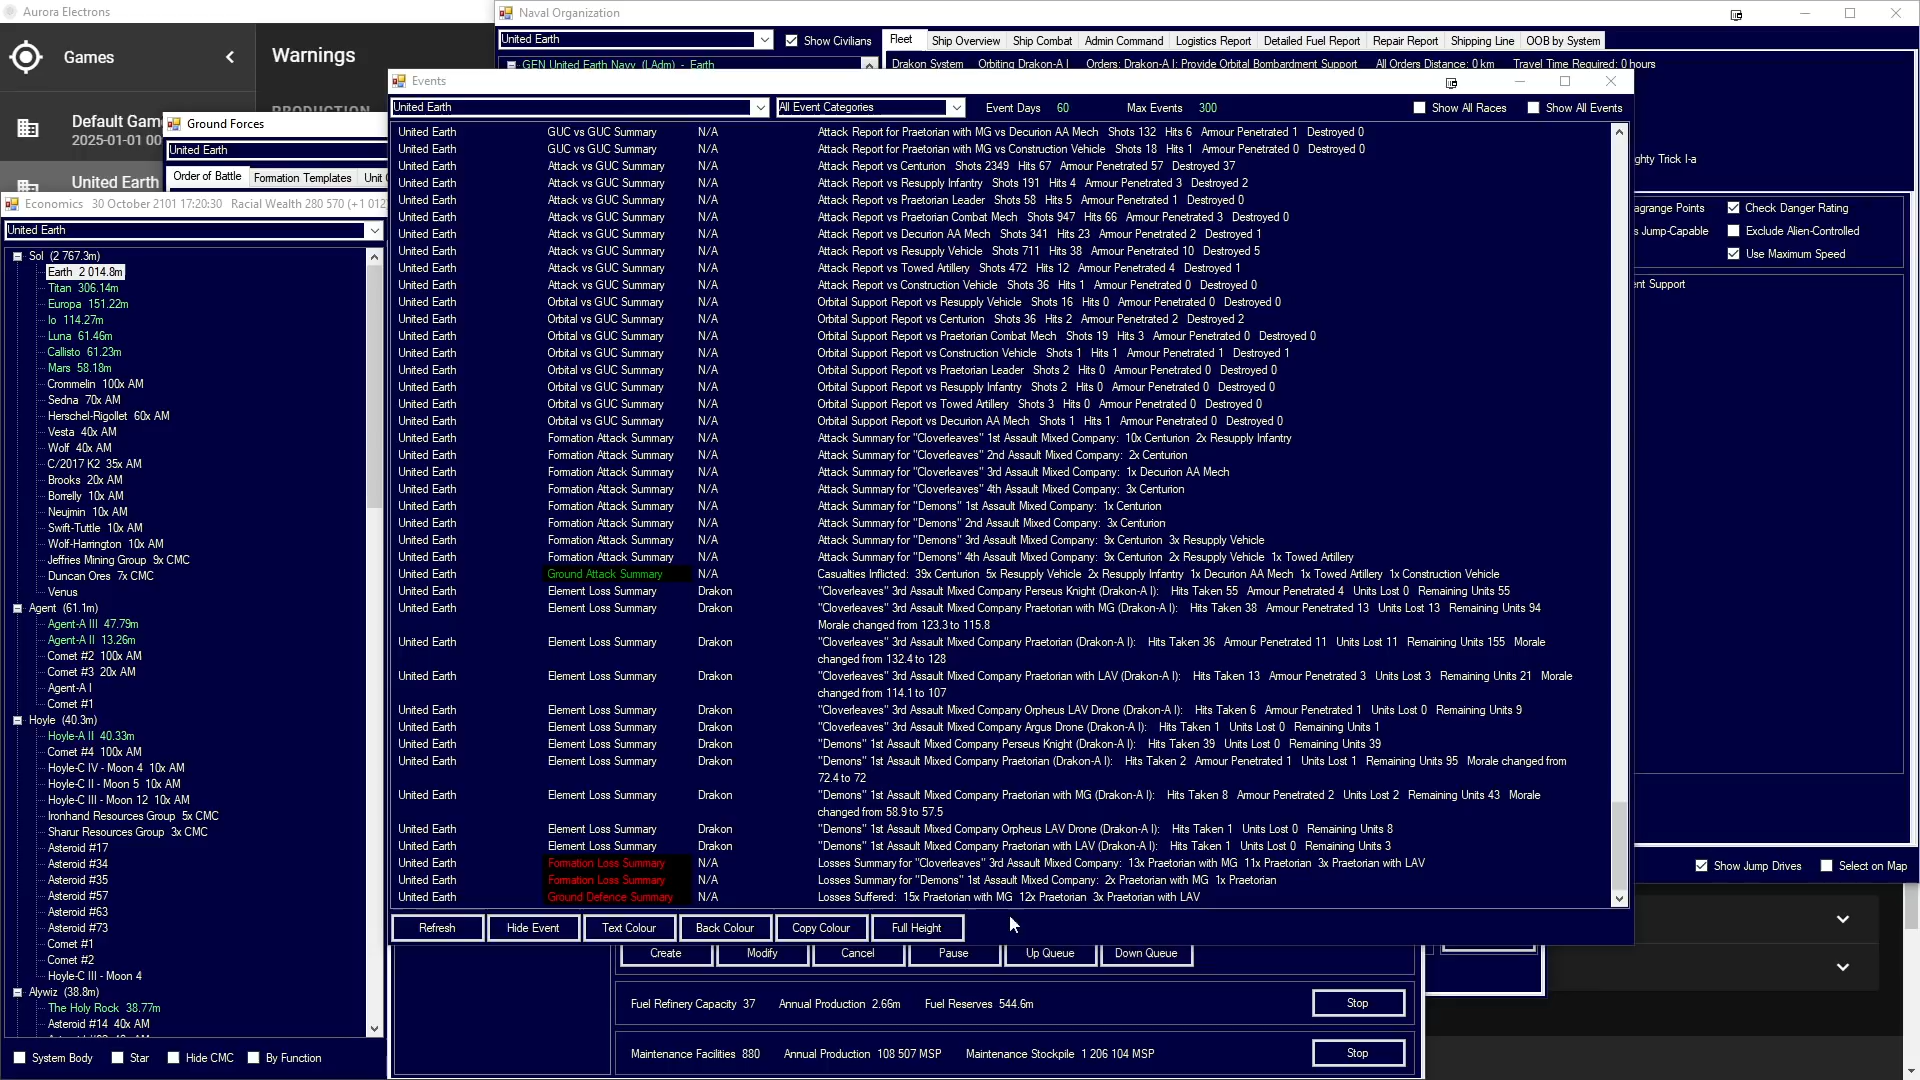 Aurora Electrons
Games
Warnings
PRODUCTION
Default Gam
2025-01-01 00
United Earth
Naval Organization
United Earth
Show Civilians
Fleet
Ship Overview
Ship Combat
Admin Command
Logistics Report
Detailed Fuel Report
Repair Report
Shipping Line
OOB by System
GEN United Earth Navy (LAdm) - Earth
Drakon System Orbiting Drakon-A I Orders: Drakon-A I: Provide Orbital Bombardment Support All Orders Distance: 0 km Travel Time Required: 0 hours
Ground Forces
United Earth
Order of Battle
Formation Templates
Unit C
Economics 30 October 2101 17:20:30 Racial Wealth 280 570 (+1 012
United Earth
Sol (2 767.3m)
Earth 2 014.8m
Titan 306.14m
Europa 151.22m
Io 114.27m
Luna 61.46m
Callisto 61.23m
Mars 58.18m
Crommelin 100x AM
Sedna 70x AM
Herschel-Rigollet 60x AM
Vesta 40x AM
Wolf 40x AM
C/2017 K2 35x AM
Brooks 20x AM
Borrelly 10x AM
Neujmin 10x AM
Swift-Tuttle 10x AM
Wolf-Harrington 10x AM
Jeffries Mining Group 9x CMC
Duncan Ores 7x CMC
Venus
Agent (61.1m)
Agent-A III 47.79m
Agent-A II 13.26m
Comet #2 100x AM
Comet #3 20x AM
Agent-A I
Comet #1
Hoyle (40.3m)
Hoyle-A II 40.33m
Comet #4 100x AM
Hoyle-C IV - Moon 4 10x AM
Hoyle-C II - Moon 5 10x AM
Hoyle-C III - Moon 12 10x AM
Ironhand Resources Group 5x CMC
Sharur Resources Group 3x CMC
Asteroid #17
Asteroid #34
Asteroid #35
Asteroid #57
Asteroid #63
Asteroid #73
Comet #1
Comet #2
Hoyle-C III - Moon 4
Alywiz (38.8m)
The Holy Rock 38.77m
Asteroid #14 40x AM
System Body
Star
Hide CMC
By Function
Events
United Earth
All Event Categories
Event Days 60
Max Events 300
Show All Races
Show All Events
United Earth GUC vs GUC Summary N/A Attack Report for Praetorian with MG vs Decurion AA Mech Shots 132 Hits 6 Armour Penetrated 1 Destroyed 0
United Earth GUC vs GUC Summary N/A Attack Report for Praetorian with MG vs Construction Vehicle Shots 18 Hits 1 Armour Penetrated 0 Destroyed 0
United Earth Attack vs GUC Summary N/A Attack Report vs Centurion Shots 2349 Hits 67 Armour Penetrated 57 Destroyed 37
United Earth Attack vs GUC Summary N/A Attack Report vs Resupply Infantry Shots 191 Hits 4 Armour Penetrated 3 Destroyed 2
United Earth Attack vs GUC Summary N/A Attack Report vs Praetorian Leader Shots 58 Hits 5 Armour Penetrated 1 Destroyed 0
United Earth Attack vs GUC Summary N/A Attack Report vs Praetorian Combat Mech Shots 947 Hits 66 Armour Penetrated 3 Destroyed 0
United Earth Attack vs GUC Summary N/A Attack Report vs Decurion AA Mech Shots 341 Hits 23 Armour Penetrated 2 Destroyed 1
United Earth Attack vs GUC Summary N/A Attack Report vs Resupply Vehicle Shots 711 Hits 38 Armour Penetrated 10 Destroyed 5
United Earth Attack vs GUC Summary N/A Attack Report vs Towed Artillery Shots 472 Hits 12 Armour Penetrated 4 Destroyed 1
United Earth Attack vs GUC Summary N/A Attack Report vs Construction Vehicle Shots 36 Hits 1 Armour Penetrated 0 Destroyed 0
United Earth Orbital vs GUC Summary N/A Orbital Support Report vs Resupply Vehicle Shots 16 Hits 0 Armour Penetrated 0 Destroyed 0
United Earth Orbital vs GUC Summary N/A Orbital Support Report vs Centurion Shots 36 Hits 2 Armour Penetrated 2 Destroyed 2
United Earth Orbital vs GUC Summary N/A Orbital Support Report vs Praetorian Combat Mech Shots 19 Hits 3 Armour Penetrated 0 Destroyed 0
United Earth Orbital vs GUC Summary N/A Orbital Support Report vs Construction Vehicle Shots 1 Hits 1 Armour Penetrated 1 Destroyed 1
United Earth Orbital vs GUC Summary N/A Orbital Support Report vs Praetorian Leader Shots 2 Hits 0 Armour Penetrated 0 Destroyed 0
United Earth Orbital vs GUC Summary N/A Orbital Support Report vs Resupply Infantry Shots 2 Hits 0 Armour Penetrated 0 Destroyed 0
United Earth Orbital vs GUC Summary N/A Orbital Support Report vs Towed Artillery Shots 3 Hits 0 Armour Penetrated 0 Destroyed 0
United Earth Orbital vs GUC Summary N/A Orbital Support Report vs Decurion AA Mech Shots 1 Hits 1 Armour Penetrated 0 Destroyed 0
United Earth Formation Attack Summary N/A Attack Summary for "Cloverleaves" 1st Assault Mixed Company: 10x Centurion 2x Resupply Infantry
United Earth Formation Attack Summary N/A Attack Summary for "Cloverleaves" 2nd Assault Mixed Company: 2x Centurion
United Earth Formation Attack Summary N/A Attack Summary for "Cloverleaves" 3rd Assault Mixed Company: 1x Decurion AA Mech
United Earth Formation Attack Summary N/A Attack Summary for "Cloverleaves" 4th Assault Mixed Company: 3x Centurion
United Earth Formation Attack Summary N/A Attack Summary for "Demons" 1st Assault Mixed Company: 1x Centurion
United Earth Formation Attack Summary N/A Attack Summary for "Demons" 2nd Assault Mixed Company: 3x Centurion
United Earth Formation Attack Summary N/A Attack Summary for "Demons" 3rd Assault Mixed Company: 9x Centurion 3x Resupply Vehicle
United Earth Formation Attack Summary N/A Attack Summary for "Demons" 4th Assault Mixed Company: 9x Centurion 2x Resupply Vehicle 1x Towed Artillery
United Earth Ground Attack Summary N/A Casualties Inflicted: 39x Centurion 5x Resupply Vehicle 2x Resupply Infantry 1x Decurion AA Mech 1x Towed Artillery 1x Construction Vehicle
United Earth Element Loss Summary Drakon "Cloverleaves" 3rd Assault Mixed Company Perseus Knight (Drakon-A I): Hits Taken 55 Armour Penetrated 4 Units Lost 0 Remaining Units 55
United Earth Element Loss Summary Drakon "Cloverleaves" 3rd Assault Mixed Company Praetorian with MG (Drakon-A I): Hits Taken 38 Armour Penetrated 13 Units Lost 13 Remaining Units 94
Morale changed from 123.3 to 115.8
United Earth Element Loss Summary Drakon "Cloverleaves" 3rd Assault Mixed Company Praetorian (Drakon-A I): Hits Taken 36 Armour Penetrated 11 Units Lost 11 Remaining Units 155 Morale
changed from 132.4 to 128
United Earth Element Loss Summary Drakon "Cloverleaves" 3rd Assault Mixed Company Praetorian with LAV (Drakon-A I): Hits Taken 13 Armour Penetrated 3 Units Lost 3 Remaining Units 21 Morale
changed from 114.1 to 107
United Earth Element Loss Summary Drakon "Cloverleaves" 3rd Assault Mixed Company Orpheus LAV Drone (Drakon-A I): Hits Taken 6 Armour Penetrated 1 Units Lost 0 Remaining Units 9
United Earth Element Loss Summary Drakon "Cloverleaves" 3rd Assault Mixed Company Argus Drone (Drakon-A I): Hits Taken 1 Units Lost 0 Remaining Units 1
United Earth Element Loss Summary Drakon "Demons" 1st Assault Mixed Company Perseus Knight (Drakon-A I): Hits Taken 39 Units Lost 0 Remaining Units 39
United Earth Element Loss Summary Drakon "Demons" 1st Assault Mixed Company Praetorian (Drakon-A I): Hits Taken 2 Armour Penetrated 1 Units Lost 1 Remaining Units 95 Morale changed from
72.4 to 72
United Earth Element Loss Summary Drakon "Demons" 1st Assault Mixed Company Praetorian with MG (Drakon-A I): Hits Taken 8 Armour Penetrated 2 Units Lost 2 Remaining Units 43 Morale
changed from 58.9 to 57.5
United Earth Element Loss Summary Drakon "Demons" 1st Assault Mixed Company Orpheus LAV Drone (Drakon-A I): Hits Taken 1 Units Lost 0 Remaining Units 8
United Earth Element Loss Summary Drakon "Demons" 1st Assault Mixed Company Praetorian with LAV (Drakon-A I): Hits Taken 1 Units Lost 0 Remaining Units 3
United Earth Formation Loss Summary N/A Losses Summary for "Cloverleaves" 3rd Assault Mixed Company: 13x Praetorian with MG 11x Praetorian 3x Praetorian with LAV
United Earth Formation Loss Summary N/A Losses Summary for "Demons" 1st Assault Mixed Company: 2x Praetorian with MG 1x Praetorian
United Earth Ground Defence Summary N/A Losses Suffered: 15x Praetorian with MG 12x Praetorian 3x Praetorian with LAV
Refresh
Hide Event
Text Colour
Back Colour
Copy Colour
Full Height
Create
Modify
Cancel
Pause
Up Queue
Down Queue
Fuel Refinery Capacity 37 Annual Production 2.66m Fuel Reserves 544.6m
Stop
Maintenance Facilities 880 Annual Production 108 507 MSP Maintenance Stockpile 1 206 104 MSP
Stop
ghty Trick I-a
agrange Points
Check Danger Rating
s Jump-Capable
Exclude Alien-Controlled
Use Maximum Speed
ent Support
Show Jump Drives
Select on Map